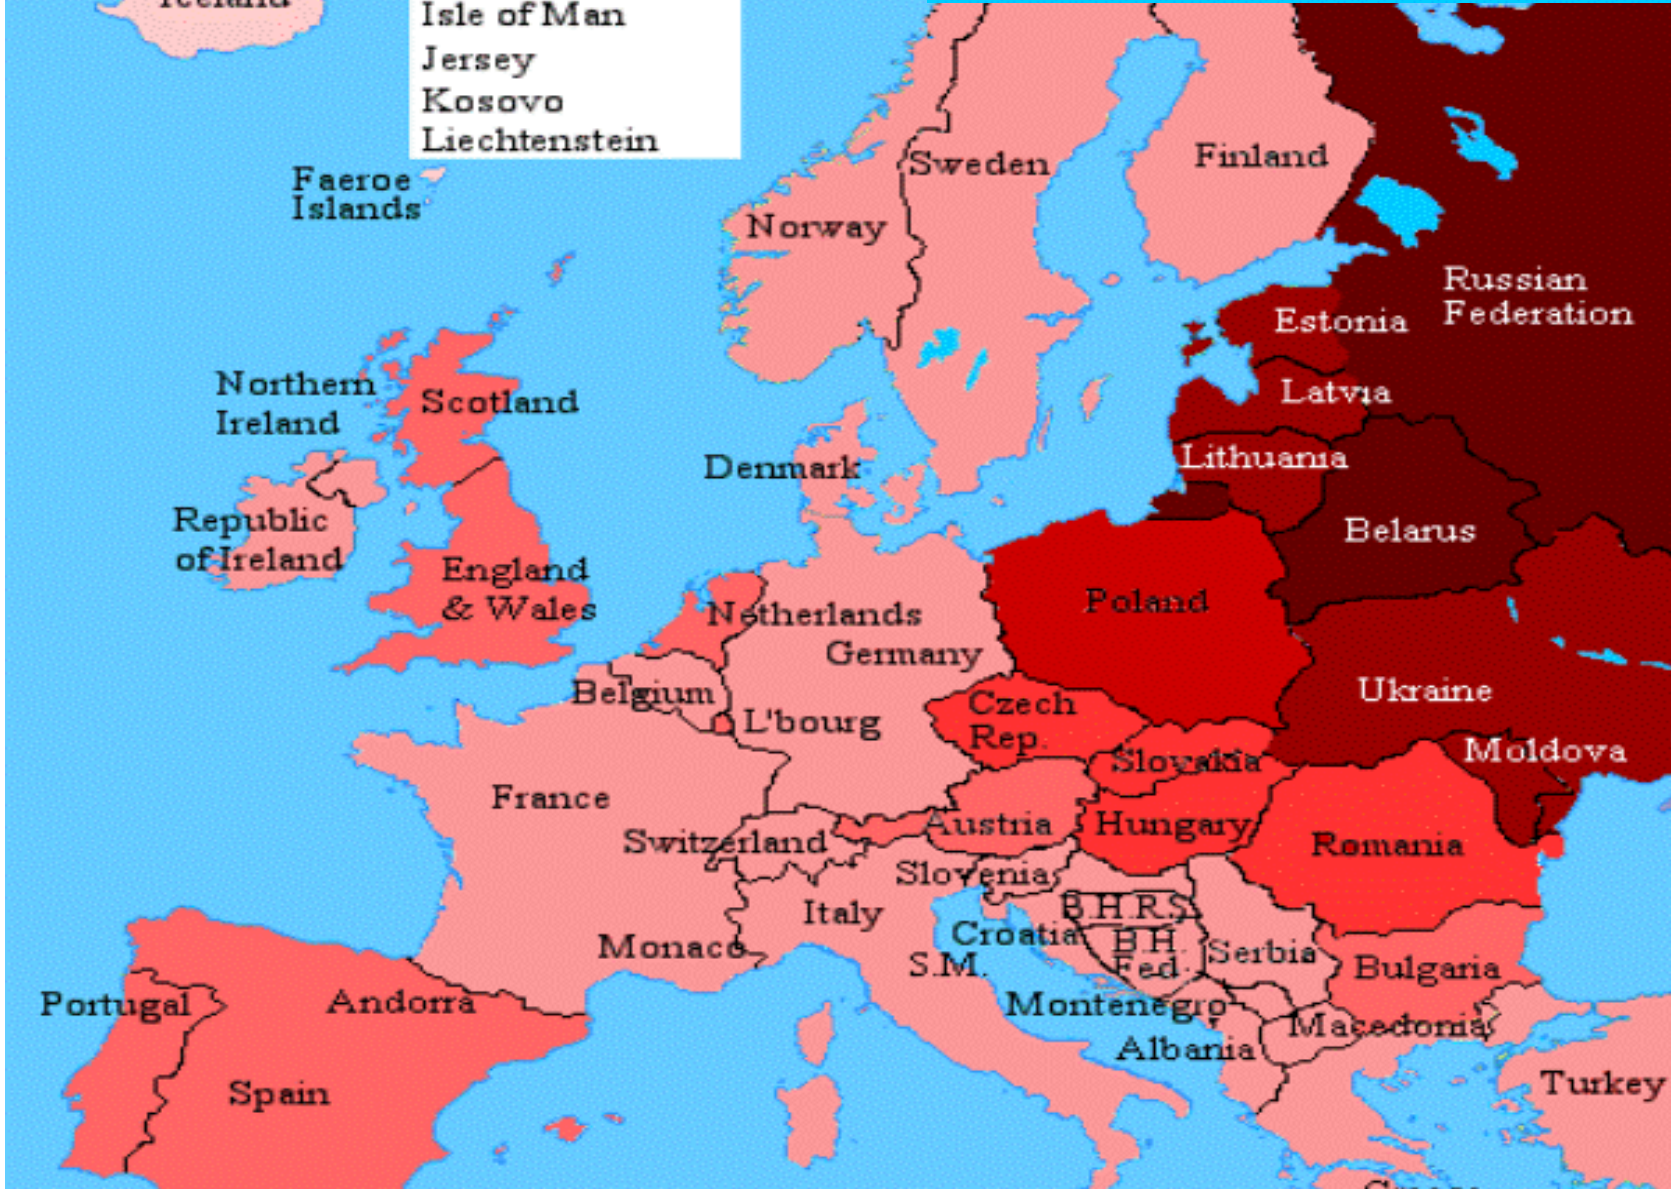 Iceland
Isle of Man
Jersey
Kosovo
Liechtenstein
Faeroe
Islands
Sweden
Finland
Norway
Russian
Federation
Estonia
Northern
Ireland
Scotland
Latvia
Denmark
Lithuania
Republic
of Ireland
Belarus
England
& Wales
Netherlands
Poland
Germany
Belgium
L'bourg
Czech
Rep.
Ukraine
Slovakia
Moldova
France
Switzerland
Austria
Hungary
Romania
Slovenia
Italy
B.H.R.S.
Monaco
Croatia
B.H.
Fed.
Serbia
S.M.
Bulgaria
Portugal
Andorra
Montenegro
Macedonia
Albania
Spain
Turkey